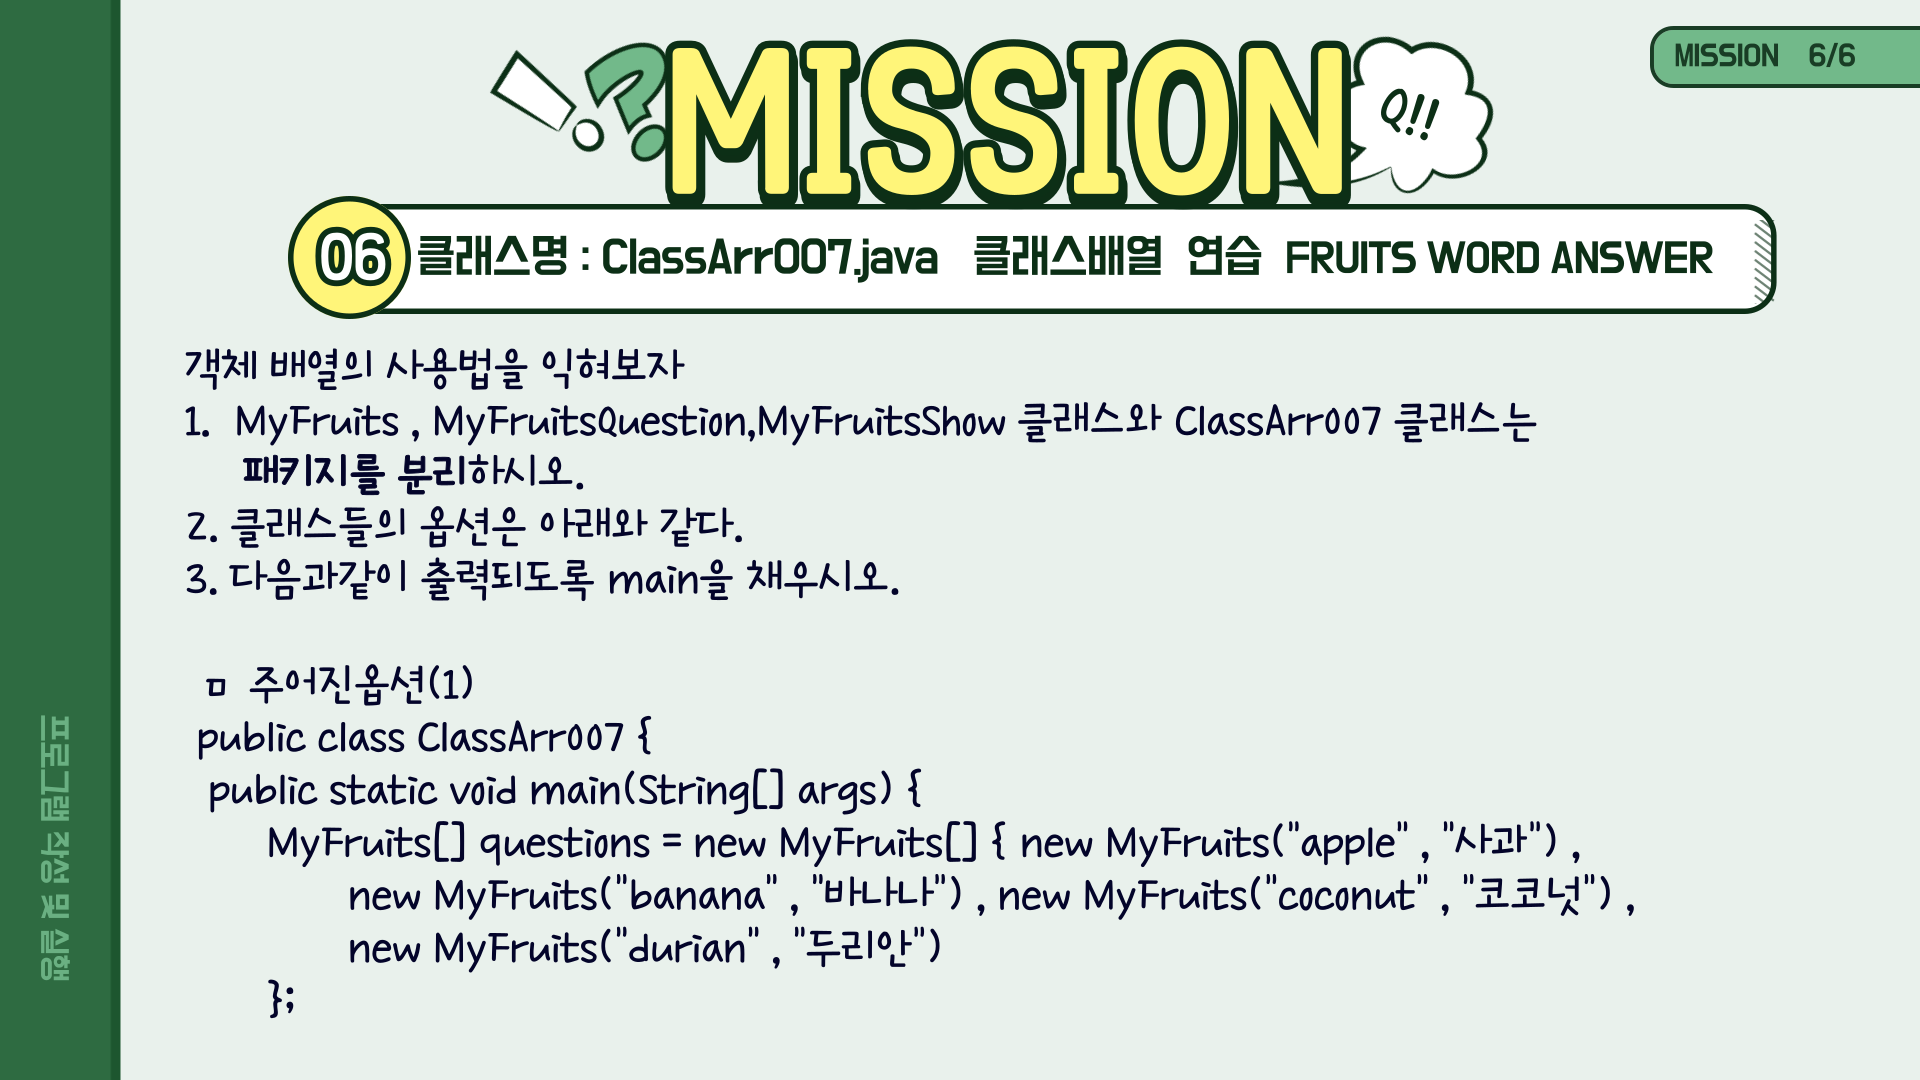 MISSION 6/6
!?
MISSION
Q!!
06 클래스명 : ClassArr007.java 클래스배열 연습 FRUITS WORD ANSWER
객체 배열의 사용법을 익혀보자
1. MyFruits , MyFruitsQuestion,MyFruitsShow 클래스와 ClassArr007 클래스는
패키지를 분리하시오.
2. 클래스들의 옵션은 아래와 같다.
3. 다음과같이 출력되도록 main을 채우시오.
ㅁ 주어진옵션(1)
public class ClassArr007 {
public static void main(String[] args) {
MyFruits[] questions = new MyFruits[] { new MyFruits("apple" , "사과") ,
new MyFruits("banana" , "바나나") , new MyFruits("coconut" , "코코넛") ,
new MyFruits("durian" , "두리안")
};
프로그램 작성 및 실행